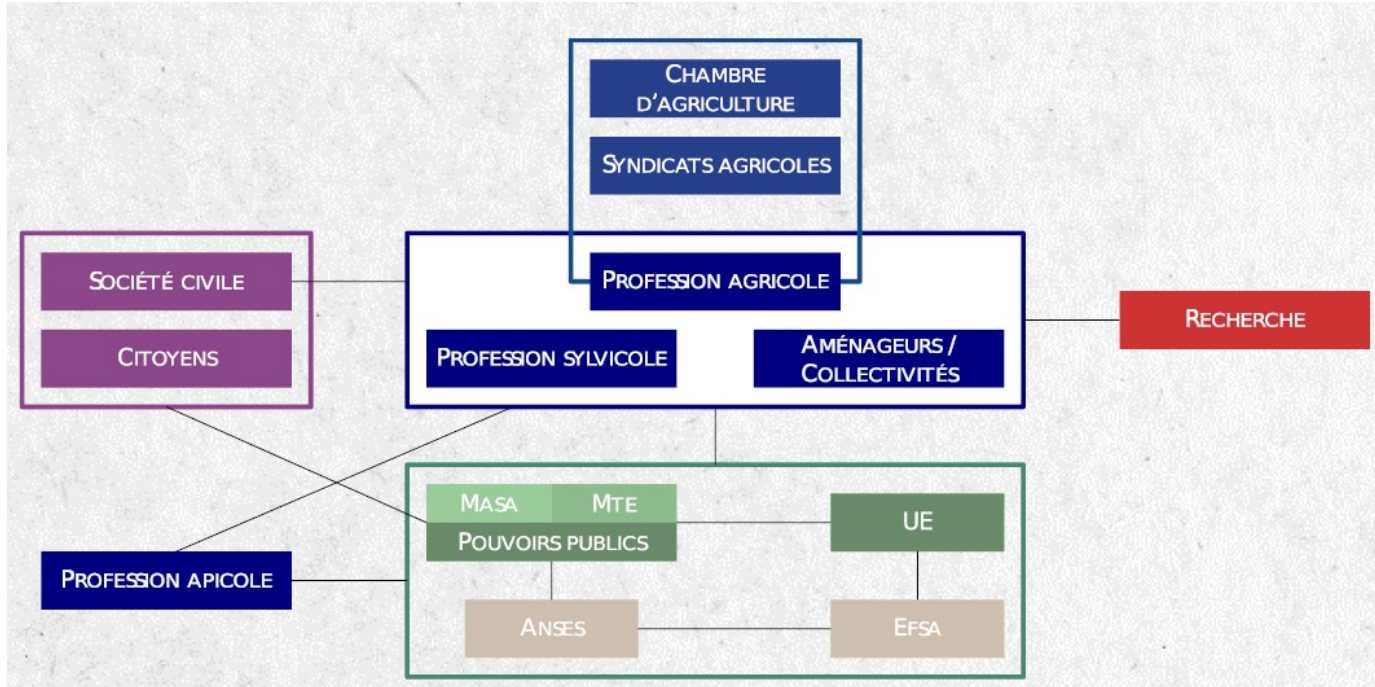 CHAMBRE
D'AGRICULTURE
SYNDICATS AGRICOLES
SOCIÉTÉ CIVILE
CITOYENS
PROFESSION AGRICOLE
PROFESSION SYLVICOLE
AMÉNAGEURS /
COLLECTIVITÉS
RECHERCHE
MASA
MTE
POUVOIRS PUBLICS
UE
PROFESSION APICOLE
ANSES
EFSA